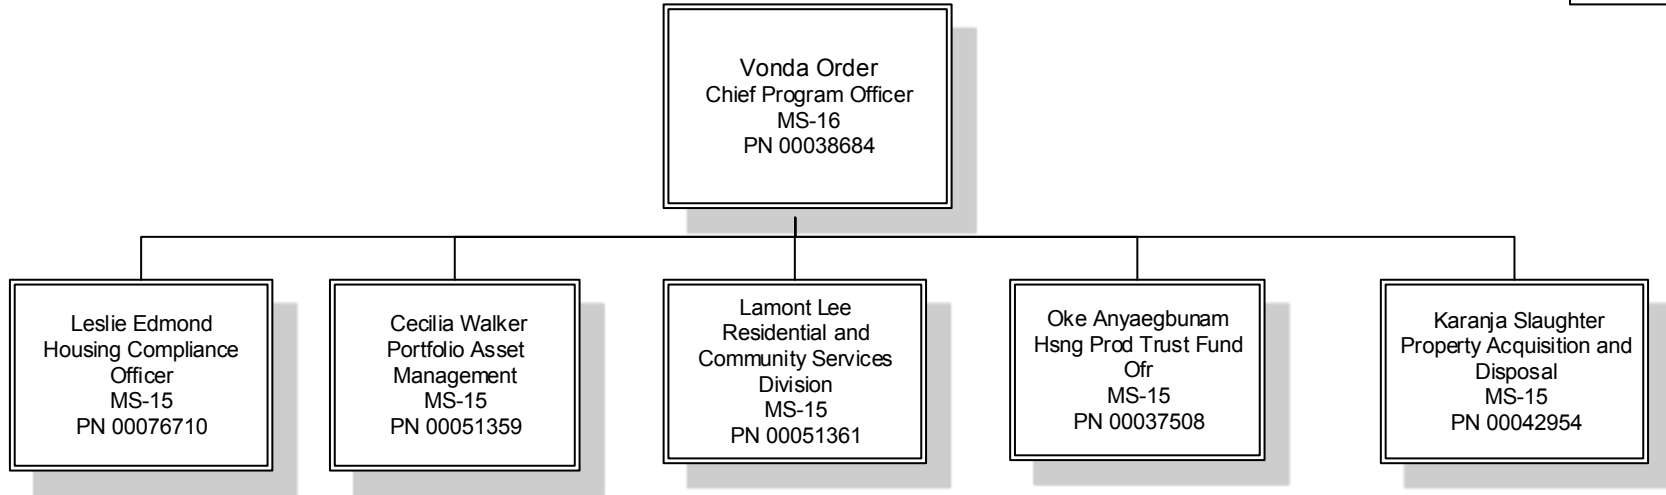 Vonda Order
Chief Program Officer
MS-16
PN 00038684
Leslie Edmond
Housing Compliance
Officer
MS-15
PN 00076710
Cecilia Walker
Portfolio Asset
Management
MS-15
PN 00051359
Lamont Lee
Residential and
Community Services
Division
MS-15
PN 00051361
Oke Anyaegbunam
Hsng Prod Trust Fund
Ofr
MS-15
PN 00037508
Karanja Slaughter
Property Acquisition and
Disposal
MS-15
PN 00042954